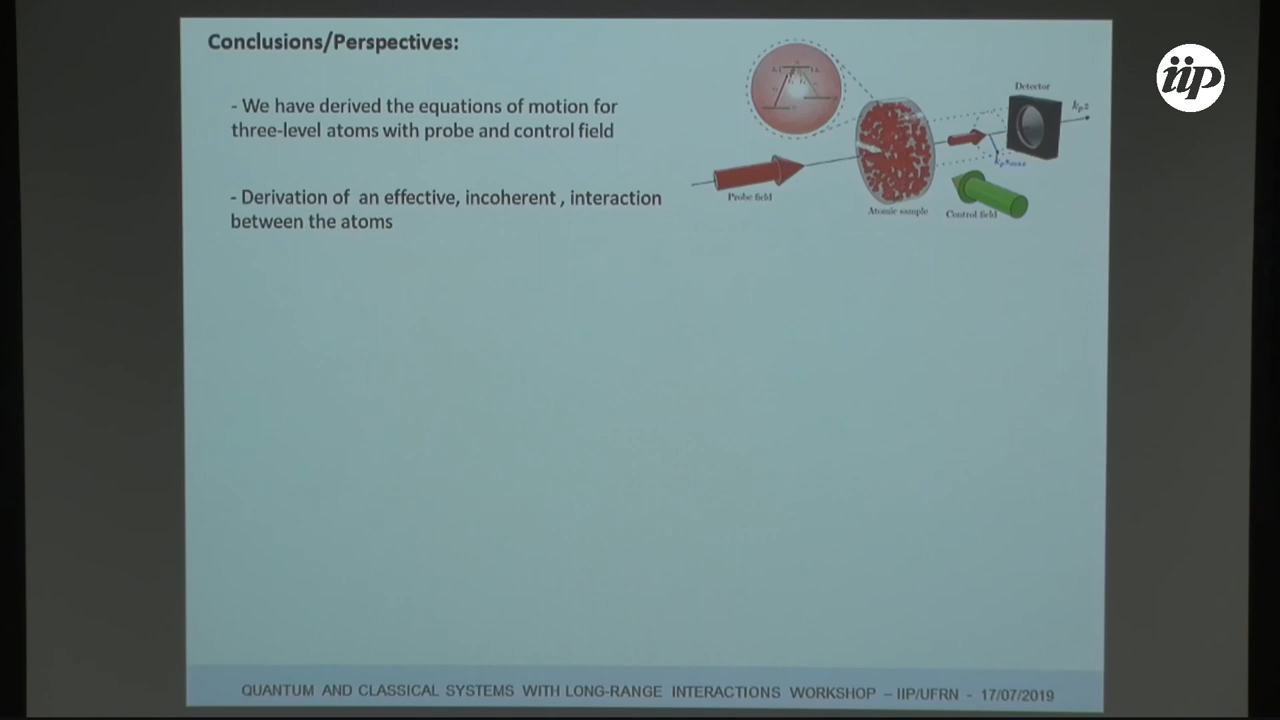 Conclusions/Perspectives:
- We have derived the equations of motion for
three-level atoms with probe and control field
- Derivation of an effective, incoherent , interaction
between the atoms
Detector
Probe field
Atomic sample
Control field
iip
QUANTUM AND CLASSICAL SYSTEMS WITH LONG-RANGE INTERACTIONS WORKSHOP – IIP/UFRN - 17/07/2019